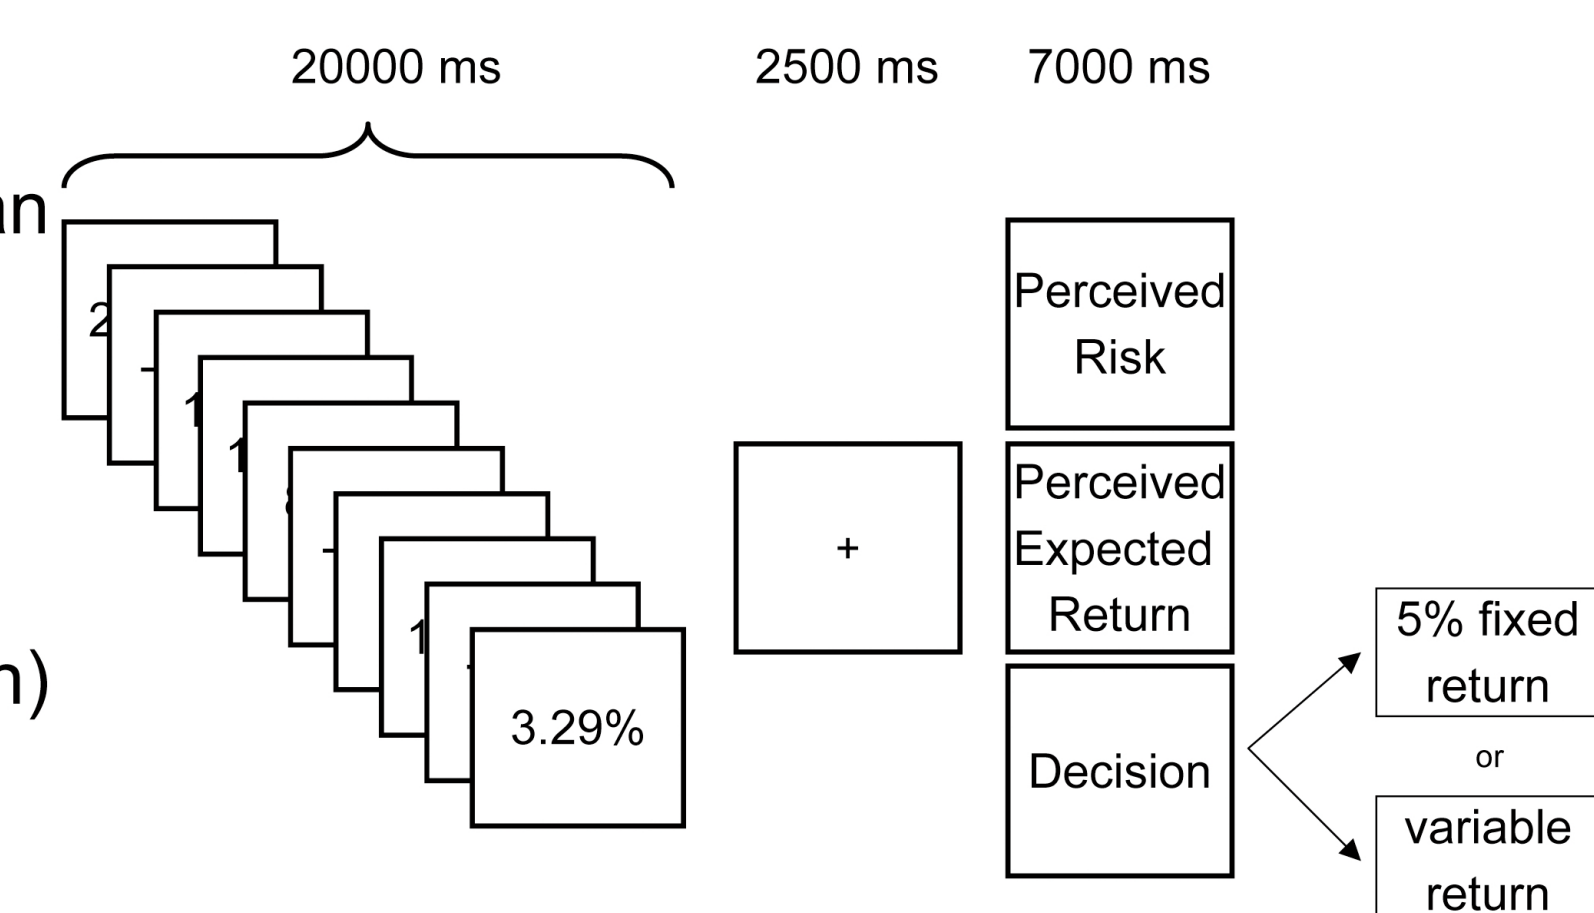 20000 ms
2500 ms
7000 ms
3.29%
+
Perceived
Risk
Perceived
Expected
Return
Decision
5% fixed
return
or
variable
return